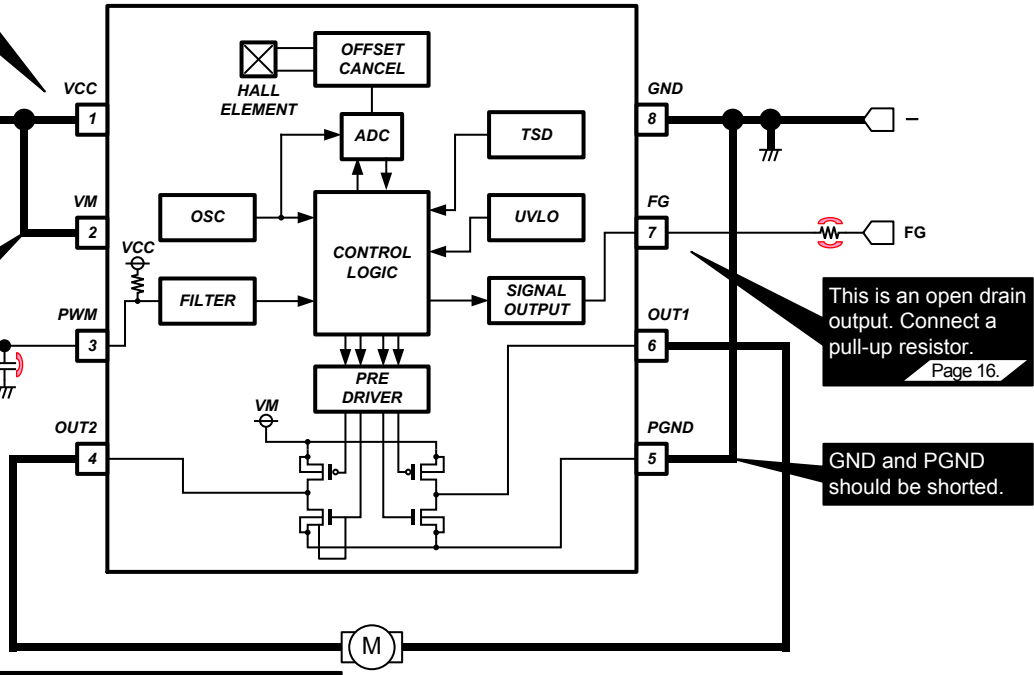 OFFSET
CANCEL
HALL
ELEMENT
VCC
1
GND
8
–
ADC
TSD
VM
2
OSC
UVLO
FG
7
FG
VCC
CONTROL
LOGIC
PWM
3
FILTER
SIGNAL
OUTPUT
OUT1
6
This is an open drain
output. Connect a
pull-up resistor.
Page 16.
PRE
DRIVER
VM
OUT2
4
PGND
5
GND and PGND
should be shorted.
M